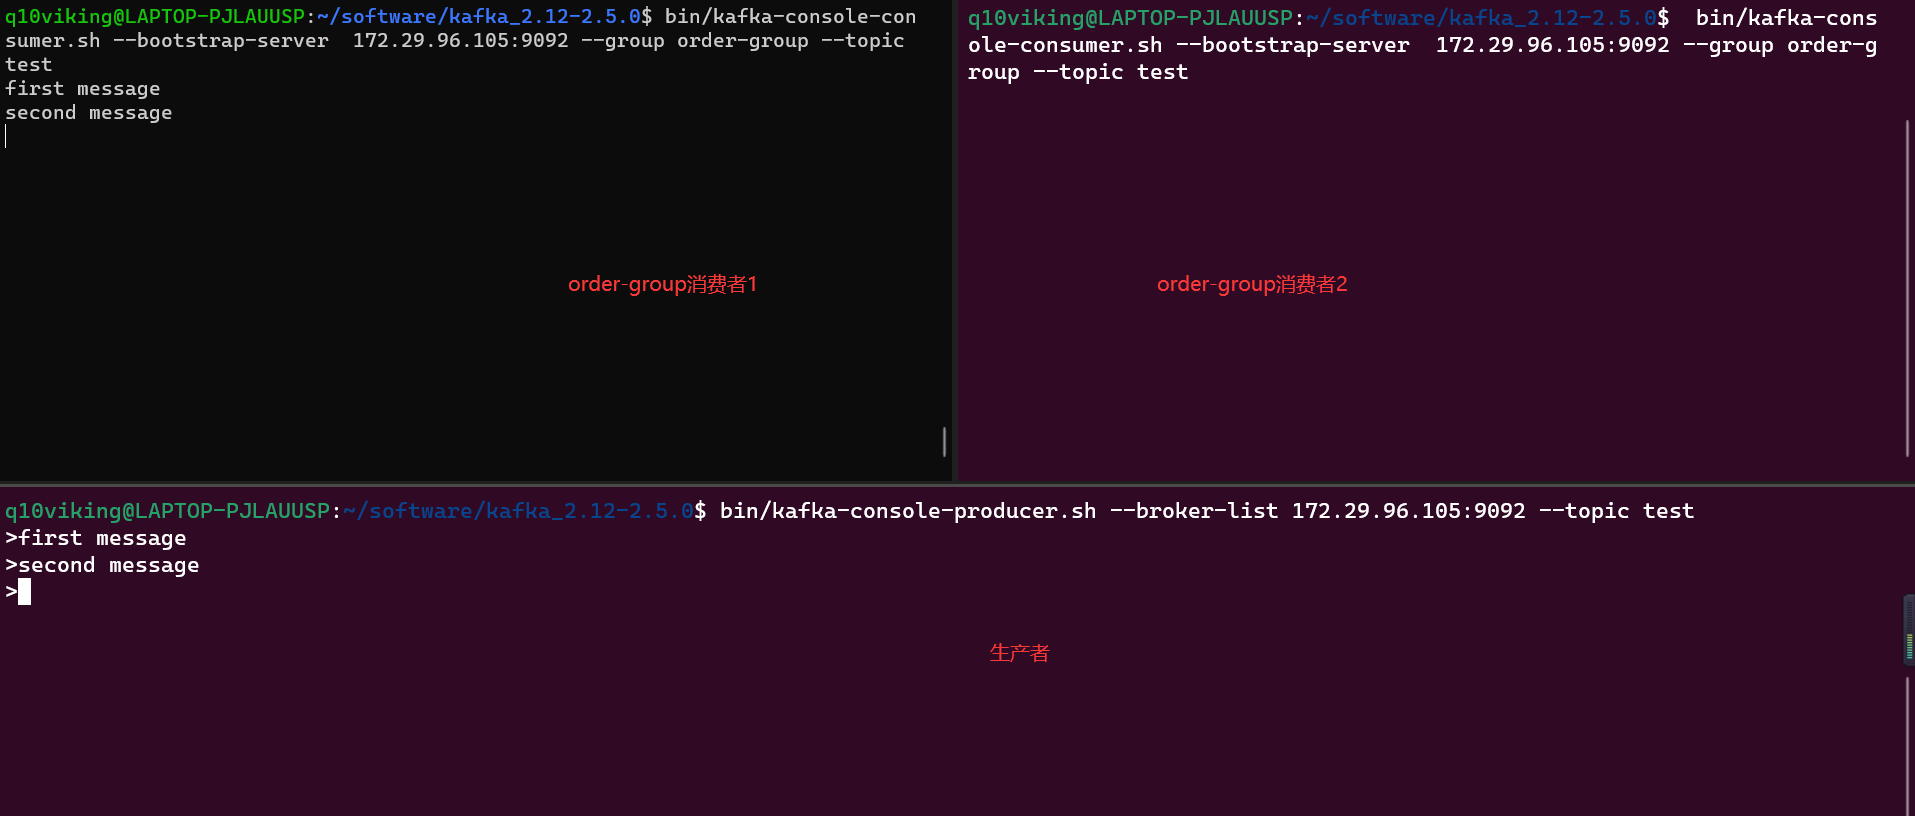 q10viking@LAPTOP-PJLAUUSP:~/software/kafka_2.12-2.5.0$ bin/kafka-console-con
sumer.sh --bootstrap-server  172.29.96.105:9092 --group order-group --topic
test
first message
second message
order-group消费者1
q10viking@LAPTOP-PJLAUUSP:~/software/kafka_2.12-2.5.0$  bin/kafka-cons
ole-consumer.sh --bootstrap-server  172.29.96.105:9092 --group order-g
roup --topic test
order-group消费者2
q10viking@LAPTOP-PJLAUUSP:~/software/kafka_2.12-2.5.0$ bin/kafka-console-producer.sh --broker-list 172.29.96.105:9092 --topic test
>first message
>second message
>
生产者